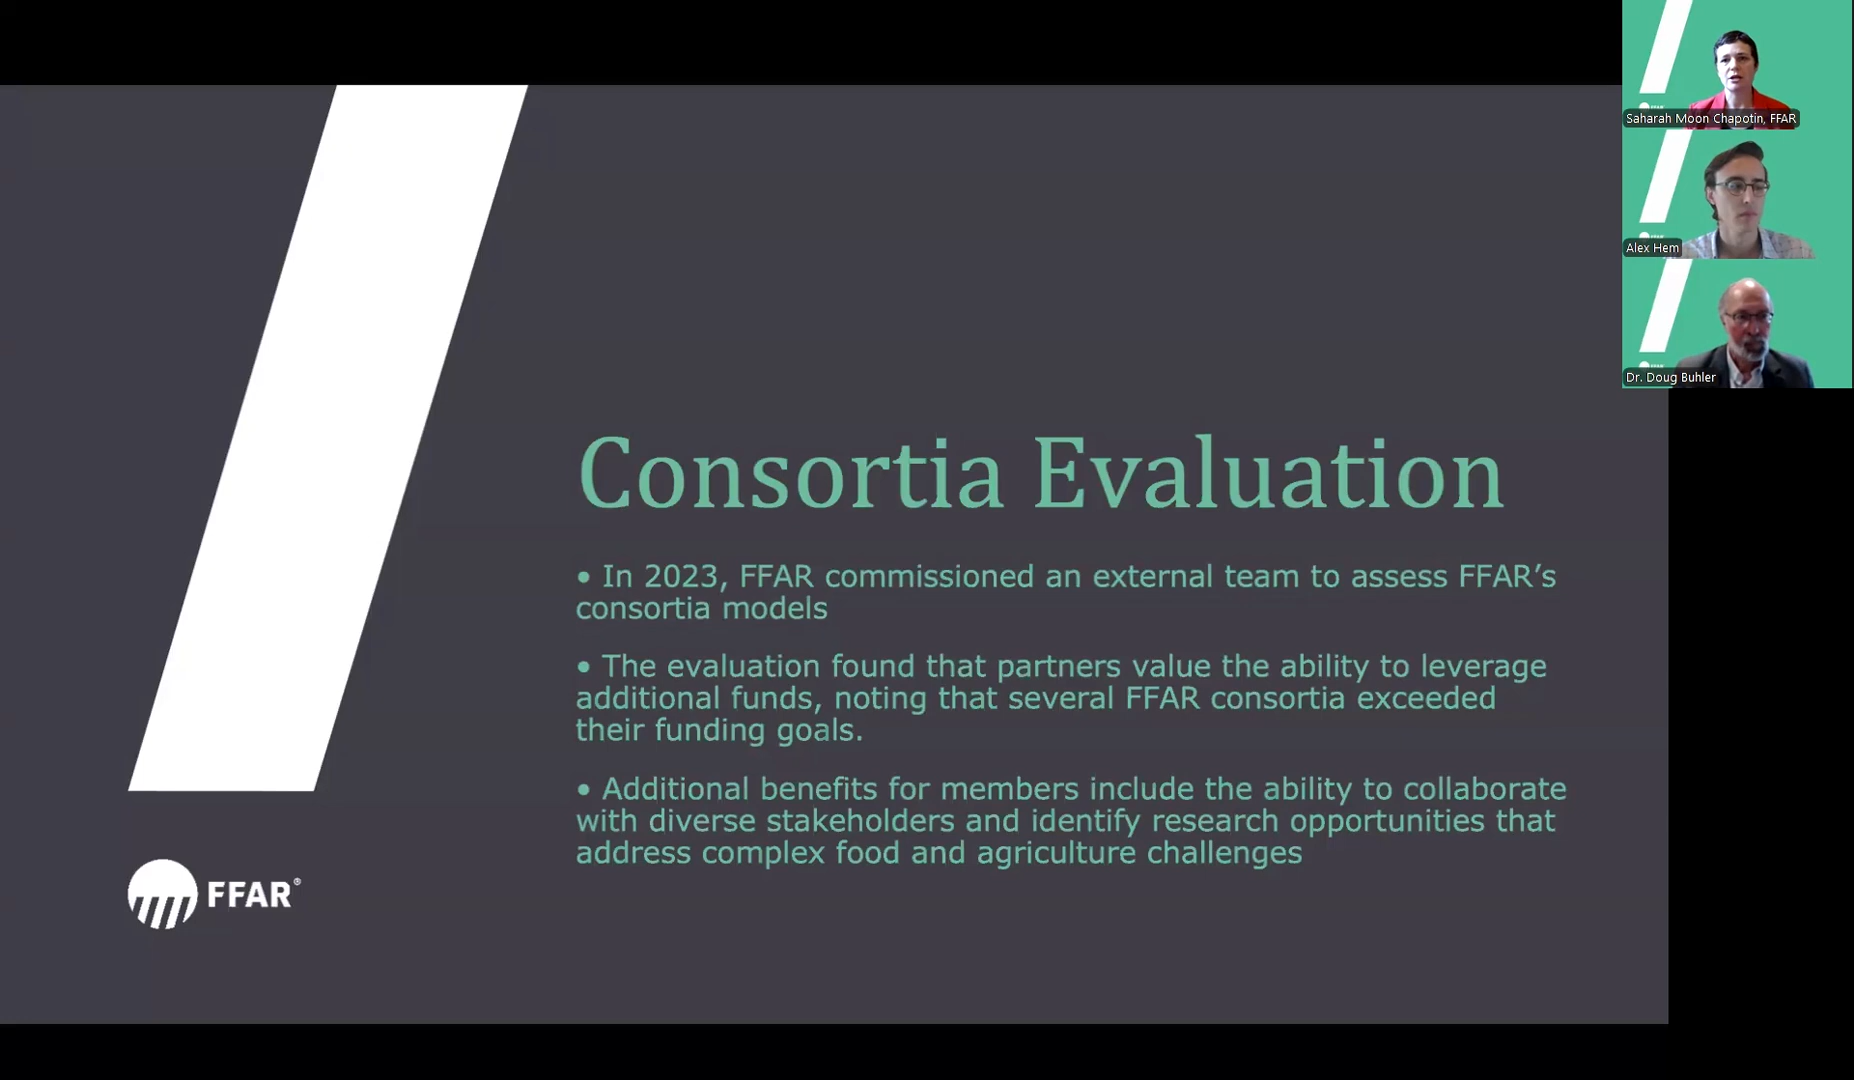 Saharah Moon Chapotin, FFAR
Alex Hem
Dr. Doug Buhler
Consortia Evaluation
• In 2023, FFAR commissioned an external team to assess FFAR’s
consortia models
• The evaluation found that partners value the ability to leverage
additional funds, noting that several FFAR consortia exceeded
their funding goals.
• Additional benefits for members include the ability to collaborate
with diverse stakeholders and identify research opportunities that
address complex food and agriculture challenges
FFAR®